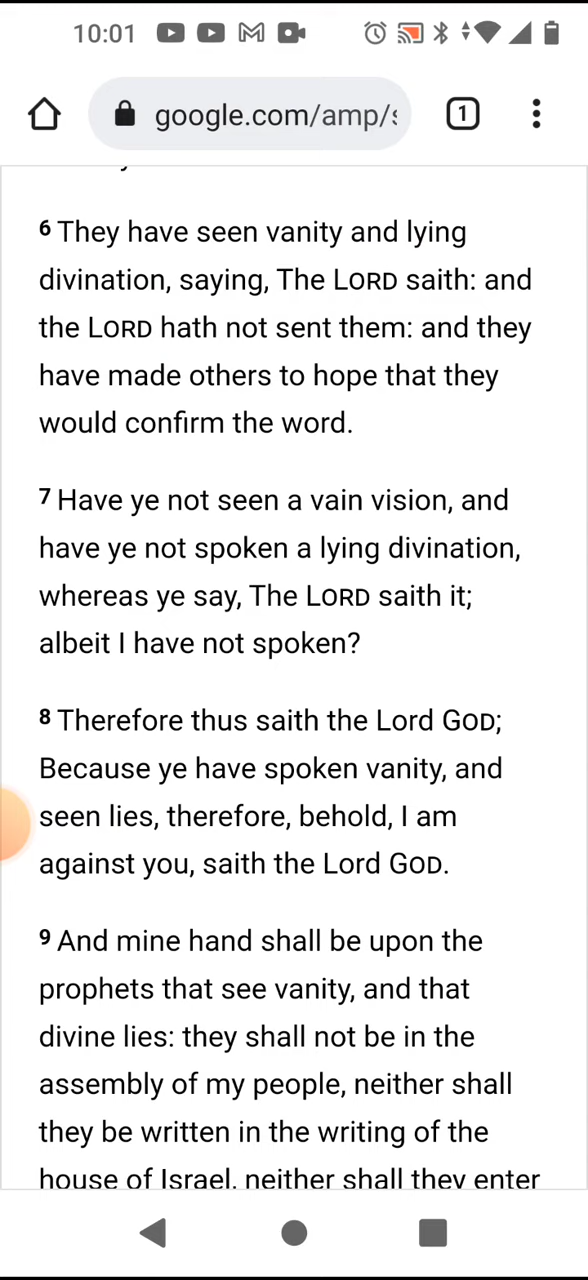 10:01
google.com/amp/
1
6 They have seen vanity and lying
divination, saying, The LORD saith: and
the LORD hath not sent them: and they
have made others to hope that they
would confirm the word.
7 Have ye not seen a vain vision, and
have ye not spoken a lying divination,
whereas ye say, The LORD saith it;
albeit I have not spoken?
8 Therefore thus saith the Lord GOD;
Because ye have spoken vanity, and
seen lies, therefore, behold, I am
against you, saith the Lord GOD.
9 And mine hand shall be upon the
prophets that see vanity, and that
divine lies: they shall not be in the
assembly of my people, neither shall
they be written in the writing of the
house of Israel, neither shall they enter